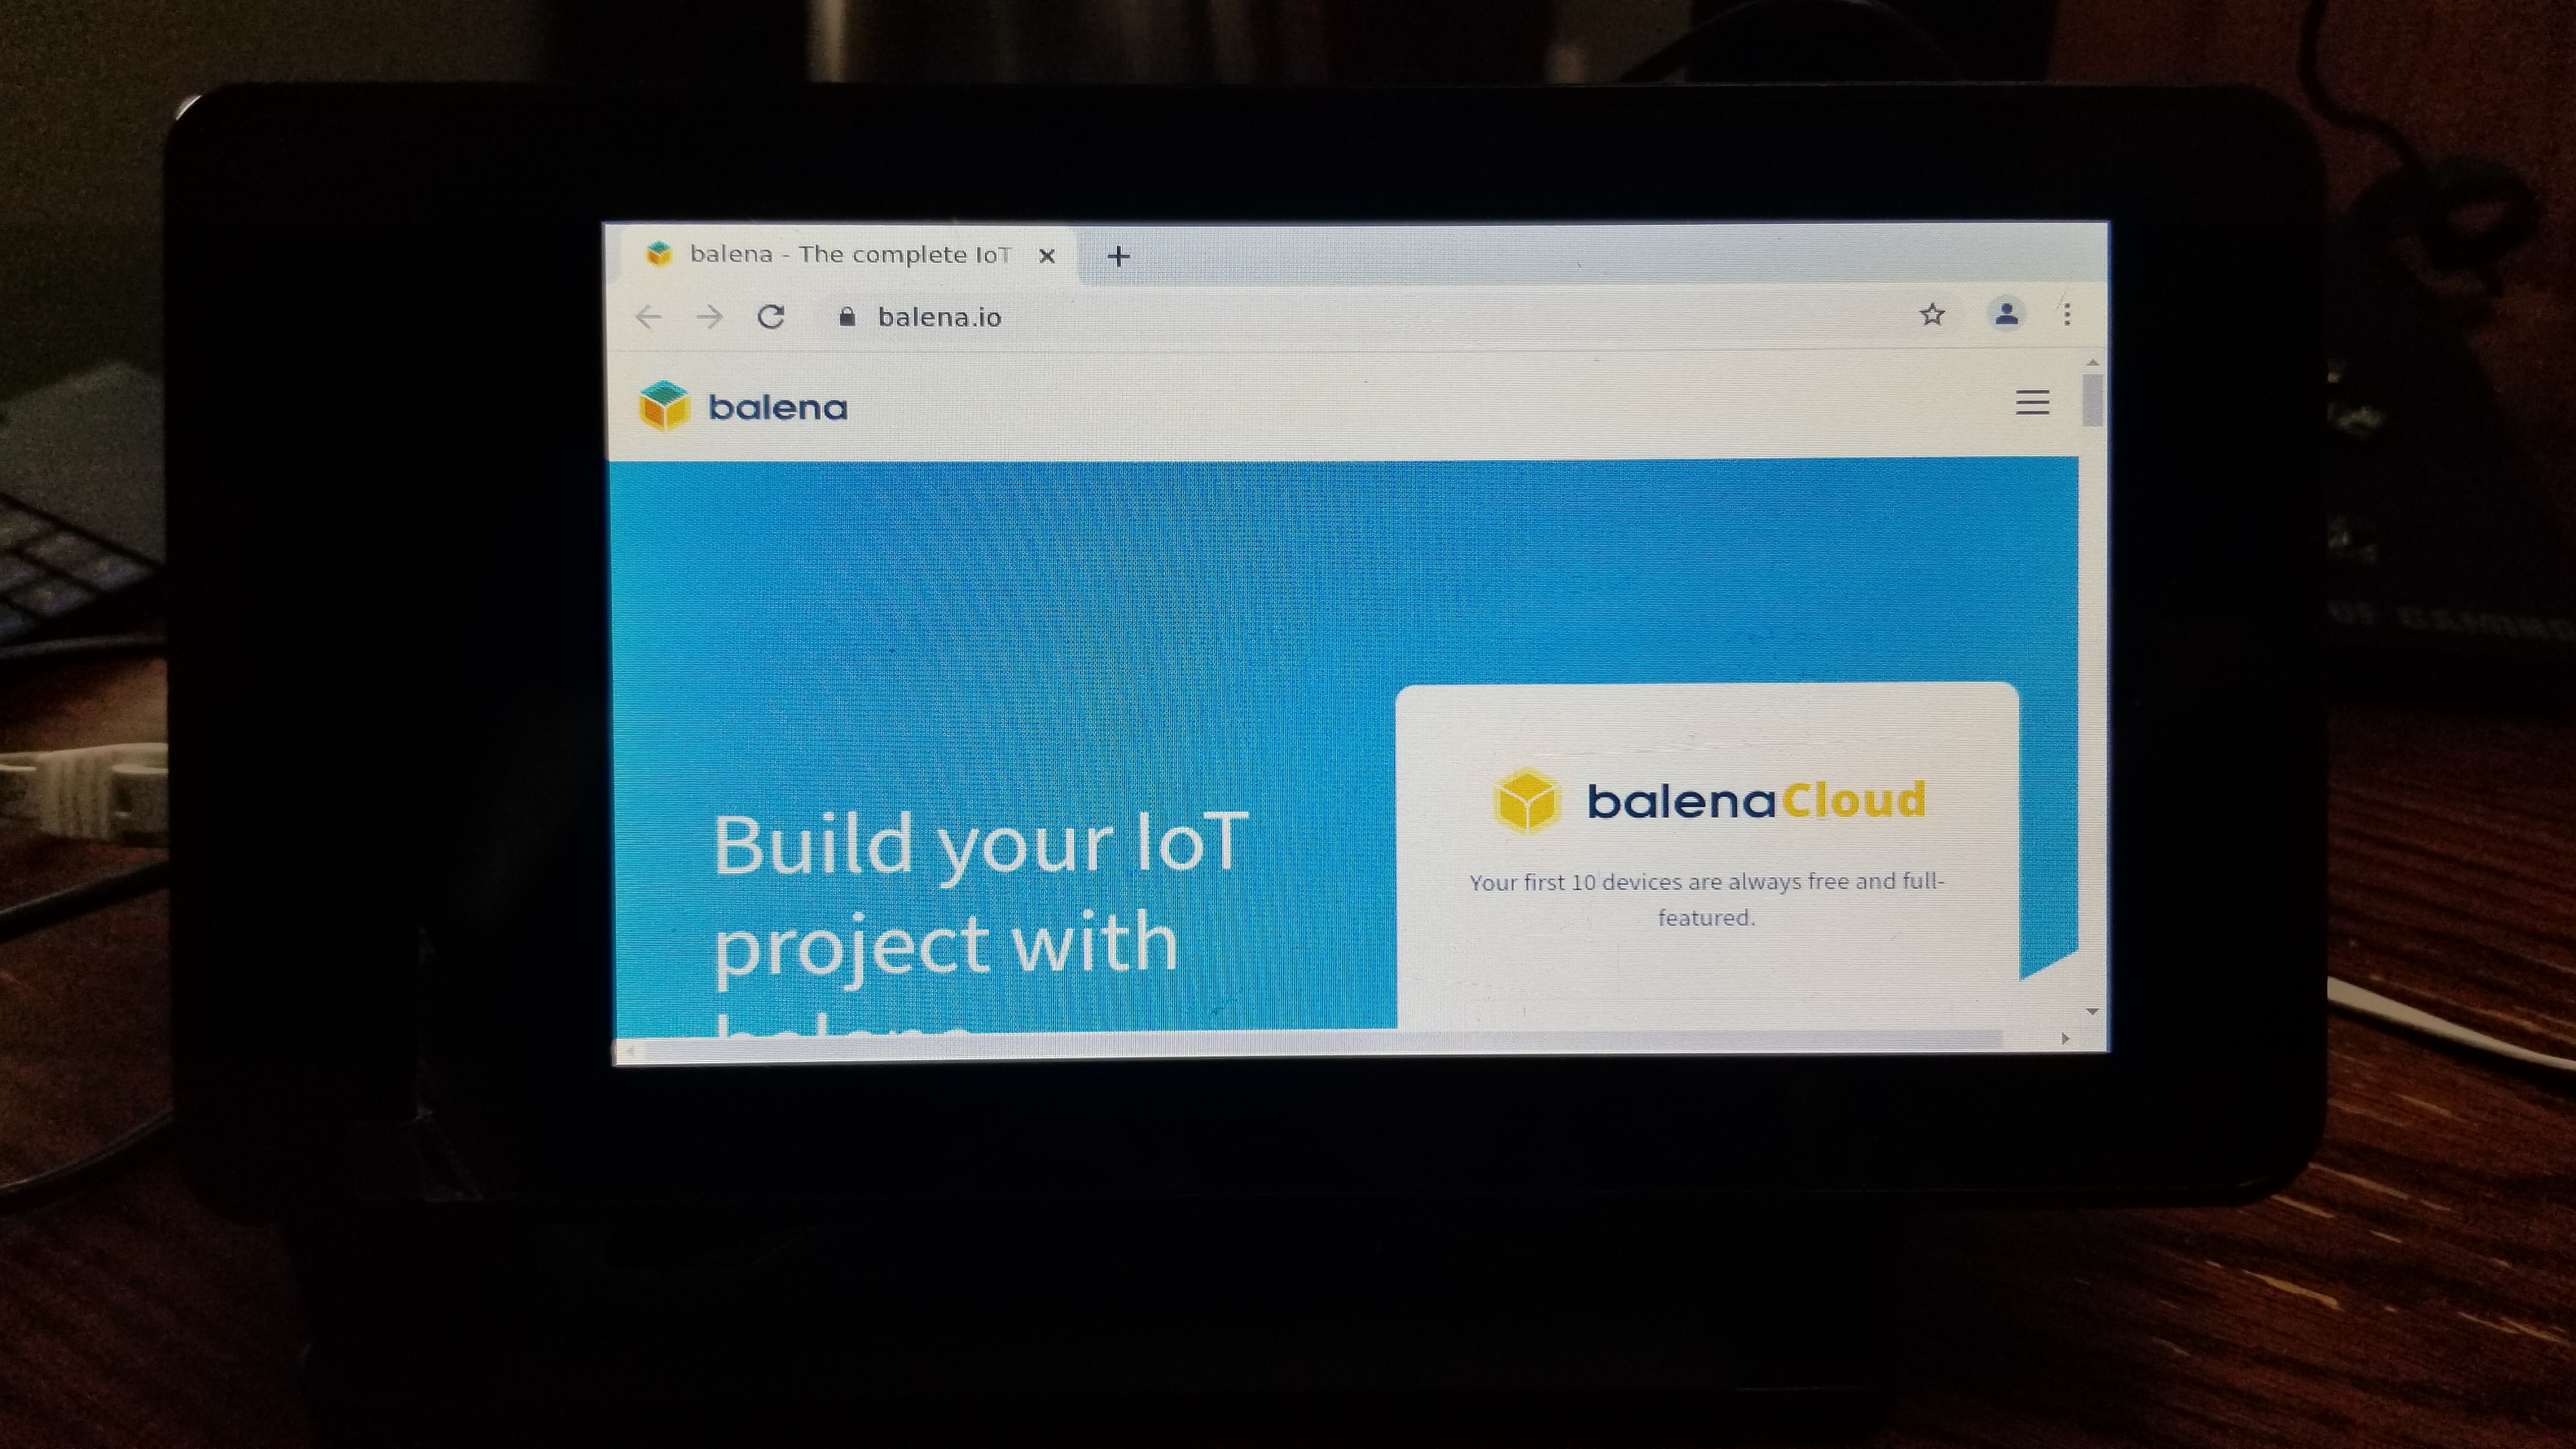 balena - The complete IoT
balena.io
balena
balenaCloud
Your first 10 devices are always free and full-
featured.
Build your IoT
project with
balena